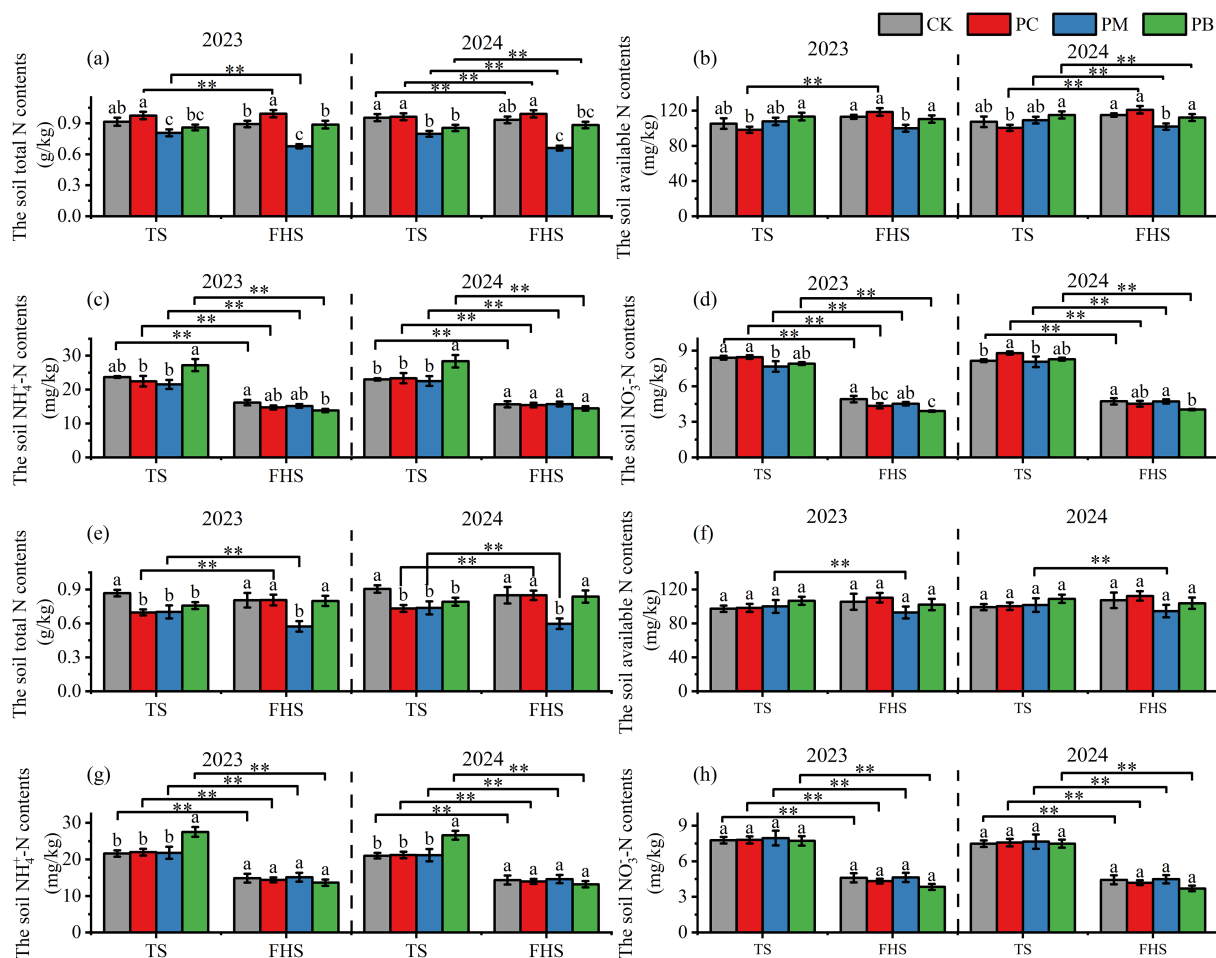 CK PC PM PB
(a) 2023 2024
** ** ** ** ** **
ab a c bc ab a c b a a b b ab a c bc
The soil total N contents
(g/kg)
0.9
0.6
0.3
0.0
TS FHS TS FHS
(b) 2023 2024
** ** ** **
ab b ab a a a b a ab b ab a a a b a
The soil available N contents
(mg/kg)
120
80
40
0
TS FHS TS FHS
(c) 2023 2024
** ** ** ** ** ** ** **
ab b b a a ab ab b b b b a a a a a
The soil NH₄⁺-N contents
(mg/kg)
30
20
10
0
TS FHS TS FHS
(d) 2023 2024
** ** ** ** ** ** ** **
a a b ab a bc ab c b a b ab a ab a b
The soil NO₃⁻-N contents
(mg/kg)
9
6
3
0
TS FHS TS FHS
(e) 2023 2024
** ** ** **
a b b b a a b a a b b b a a b a
The soil total N contents
(g/kg)
0.9
0.6
0.3
0.0
TS FHS TS FHS
(f) 2023 2024
** **
a a a a a a a a a a a a a a a a
The soil available N contents
(mg/kg)
120
80
40
0
TS FHS TS FHS
(g) 2023 2024
** ** ** ** ** ** ** **
b b b a a a a a b b b a a a a a
The soil NH₄⁺-N contents
(mg/kg)
30
20
10
0
TS FHS TS FHS
(h) 2023 2024
** ** ** ** ** ** ** **
a a a a a a a a a a a a a a a a
The soil NO₃⁻-N contents
(mg/kg)
9
6
3
0
TS FHS TS FHS